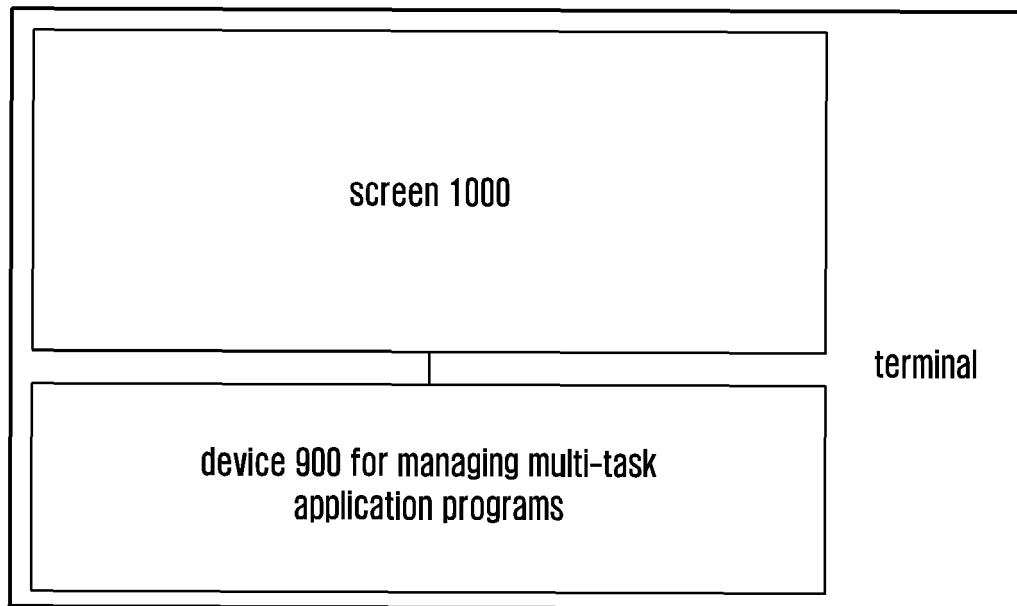 screen 1000
terminal
device 900 for managing multi-task
application programs